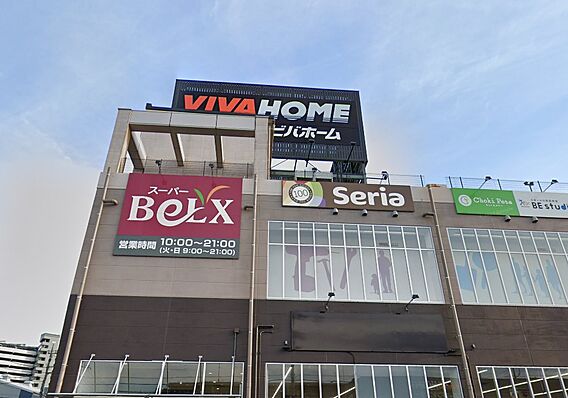 VIVA HOME
ビバホーム
スーパー
BeLX
営業時間 10:00～21:00
(火・日 9:00～21:00)
100
Seria
Choki Peta
BE studio